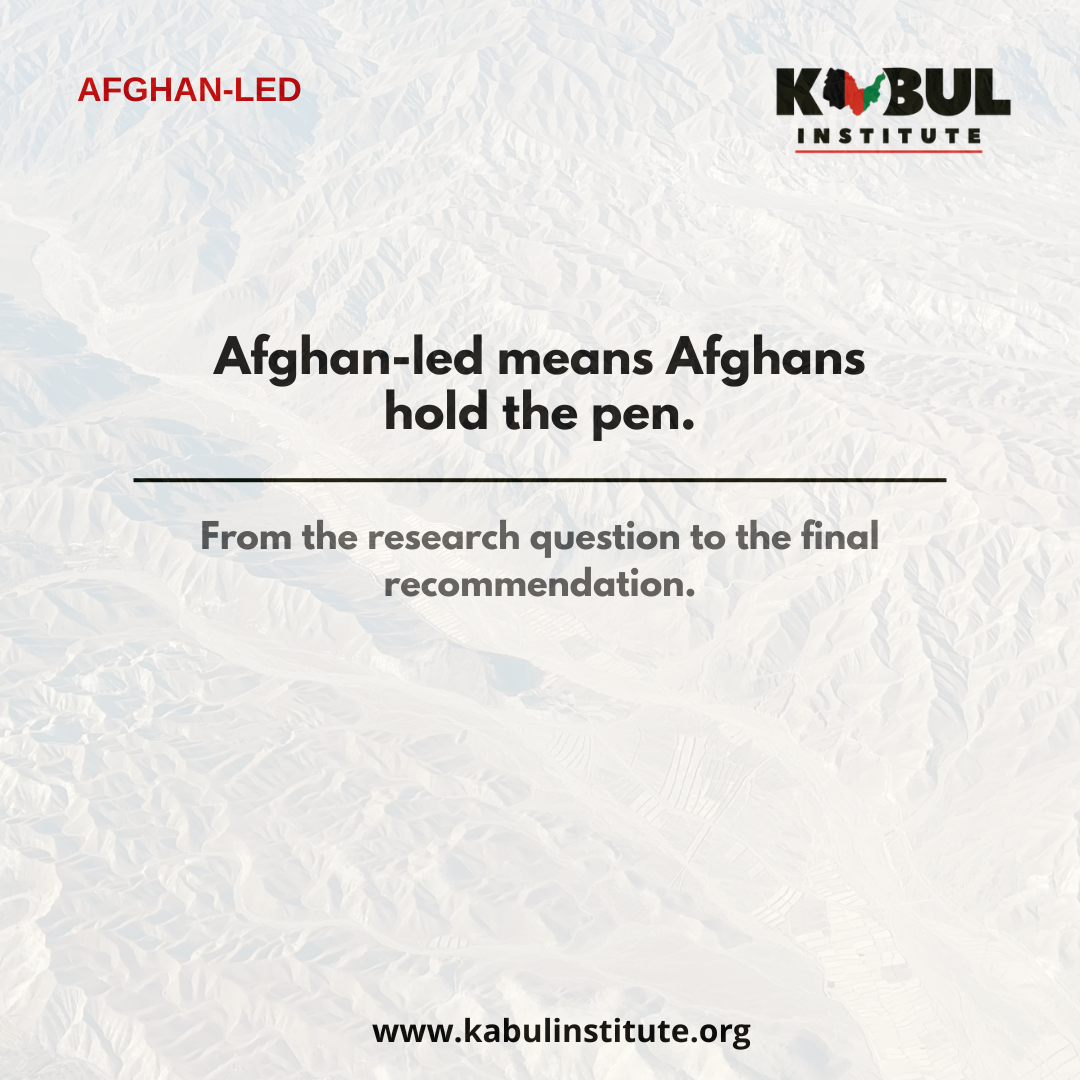 AFGHAN-LED
KABUL
INSTITUTE
Afghan-led means Afghans
hold the pen.
From the research question to the final
recommendation.
www.kabulinstitute.org